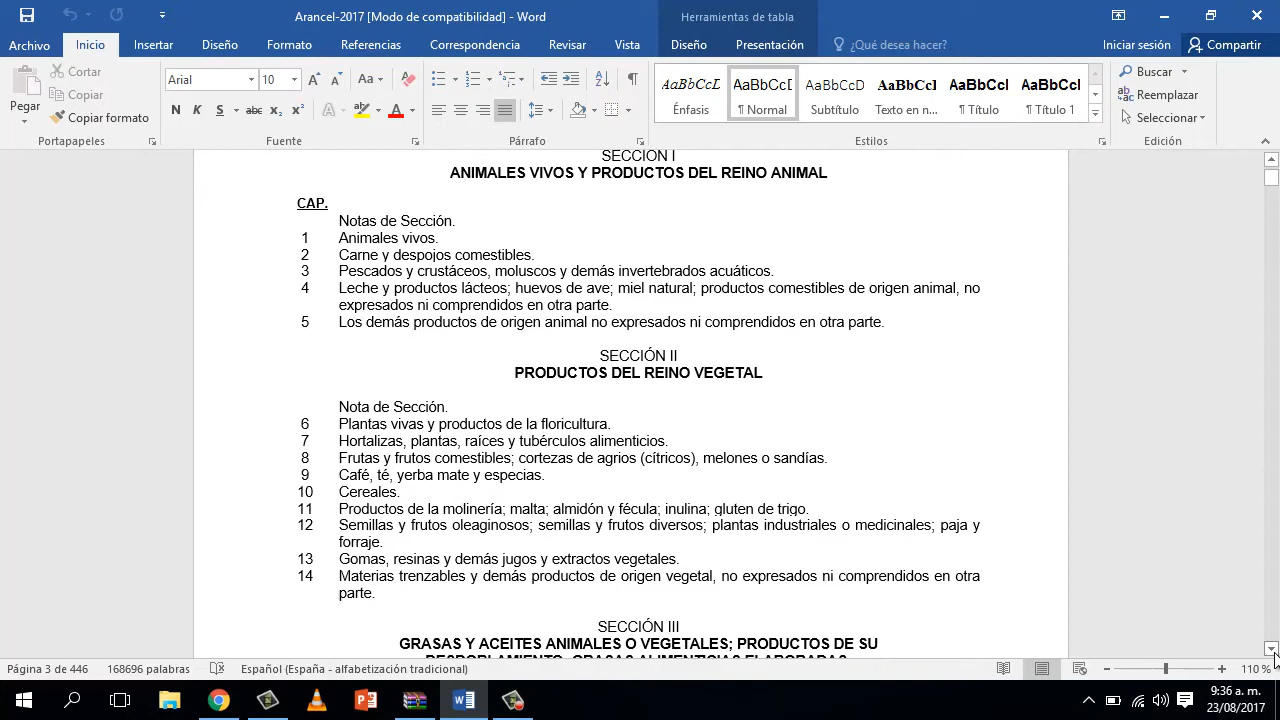 Arancel-2017 [Modo de compatibilidad] - Word
Herramientas de tabla
Archivo Inicio Insertar Diseño Formato Referencias Correspondencia Revisar Vista Diseño Presentación ¿Qué desea hacer? Iniciar sesión Compartir
Pegar
Cortar
Copiar
Copiar formato
Portapapeles
Arial 10
Fuente
Párrafo
AaBbCcD Énfasis
AaBbCcD ¶ Normal
AaBbCcD Subtítulo
AaBbCcI Texto en n...
AaBbCcI ¶ Título
AaBbCcI ¶ Título 1
Estilos
Buscar
Reemplazar
Seleccionar
Edición
SECCIÓN I
ANIMALES VIVOS Y PRODUCTOS DEL REINO ANIMAL
CAP.
Notas de Sección.
1 Animales vivos.
2 Carne y despojos comestibles.
3 Pescados y crustáceos, moluscos y demás invertebrados acuáticos.
4 Leche y productos lácteos; huevos de ave; miel natural; productos comestibles de origen animal, no
expresados ni comprendidos en otra parte.
5 Los demás productos de origen animal no expresados ni comprendidos en otra parte.
SECCIÓN II
PRODUCTOS DEL REINO VEGETAL
Nota de Sección.
6 Plantas vivas y productos de la floricultura.
7 Hortalizas, plantas, raíces y tubérculos alimenticios.
8 Frutas y frutos comestibles; cortezas de agrios (cítricos), melones o sandías.
9 Café, té, yerba mate y especias.
10 Cereales.
11 Productos de la molinería; malta; almidón y fécula; inulina; gluten de trigo.
12 Semillas y frutos oleaginosos; semillas y frutos diversos; plantas industriales o medicinales; paja y
forraje.
13 Gomas, resinas y demás jugos y extractos vegetales.
14 Materias trenzables y demás productos de origen vegetal, no expresados ni comprendidos en otra
parte.
SECCIÓN III
GRASAS Y ACEITES ANIMALES O VEGETALES; PRODUCTOS DE SU
DESDOBLAMIENTO; GRASAS ALIMENTICIAS ELABORADAS
Página 3 de 446 168696 palabras Español (España - alfabetización tradicional) 110 %
9:36 a. m.
23/08/2017